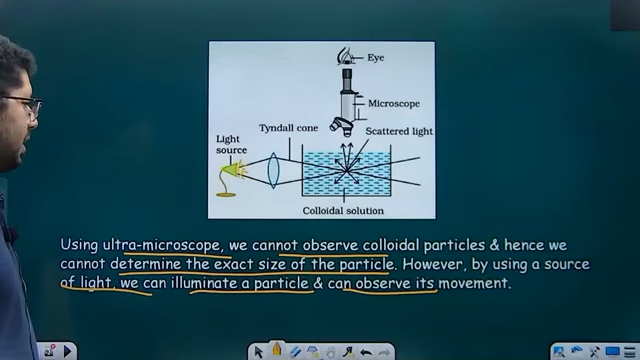 Eye
Microscope
Tyndall cone
Scattered light
Light
source
Colloidal solution
Using ultra-microscope, we cannot observe colloidal particles & hence we
cannot determine the exact size of the particle. However, by using a source
of light, we can illuminate a particle & can observe its movement.